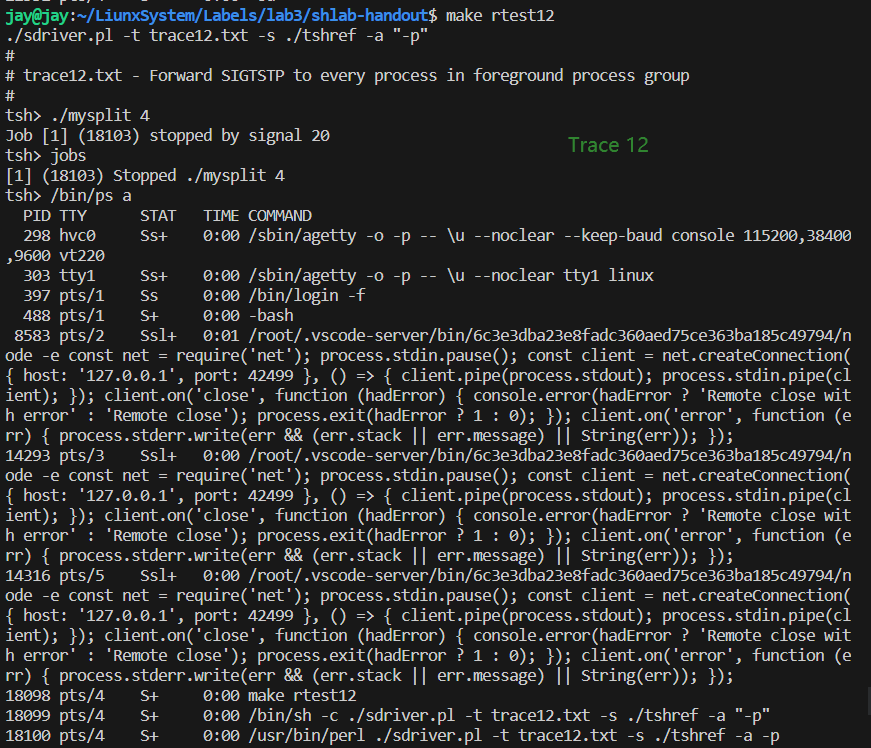 jay@jay:~/LiunxSystem/Labels/lab3/shlab-handout$ make rtest12
./sdriver.pl -t trace12.txt -s ./tshref -a "-p"
#
# trace12.txt - Forward SIGTSTP to every process in foreground process group
#
tsh> ./mysplit 4
Job [1] (18103) stopped by signal 20
Trace 12
tsh> jobs
[1] (18103) Stopped ./mysplit 4
tsh> /bin/ps a
  PID TTY      STAT   TIME COMMAND
  298 hvc0     Ss+    0:00 /sbin/agetty -o -p -- \u --noclear --keep-baud console 115200,38400
,9600 vt220
  303 tty1     Ss+    0:00 /sbin/agetty -o -p -- \u --noclear tty1 linux
  397 pts/1    Ss     0:00 /bin/login -f
  488 pts/1    S+     0:00 -bash
 8583 pts/2    Ssl+   0:01 /root/.vscode-server/bin/6c3e3dba23e8fadc360aed75ce363ba185c49794/n
ode -e const net = require('net'); process.stdin.pause(); const client = net.createConnection(
{ host: '127.0.0.1', port: 42499 }, () => { client.pipe(process.stdout); process.stdin.pipe(cl
ient); }); client.on('close', function (hadError) { console.error(hadError ? 'Remote close wit
h error' : 'Remote close'); process.exit(hadError ? 1 : 0); }); client.on('error', function (e
rr) { process.stderr.write(err && (err.stack || err.message) || String(err)); });
14293 pts/3    Ssl+   0:00 /root/.vscode-server/bin/6c3e3dba23e8fadc360aed75ce363ba185c49794/n
ode -e const net = require('net'); process.stdin.pause(); const client = net.createConnection(
{ host: '127.0.0.1', port: 42499 }, () => { client.pipe(process.stdout); process.stdin.pipe(cl
ient); }); client.on('close', function (hadError) { console.error(hadError ? 'Remote close wit
h error' : 'Remote close'); process.exit(hadError ? 1 : 0); }); client.on('error', function (e
rr) { process.stderr.write(err && (err.stack || err.message) || String(err)); });
14316 pts/5    Ssl+   0:00 /root/.vscode-server/bin/6c3e3dba23e8fadc360aed75ce363ba185c49794/n
ode -e const net = require('net'); process.stdin.pause(); const client = net.createConnection(
{ host: '127.0.0.1', port: 42499 }, () => { client.pipe(process.stdout); process.stdin.pipe(cl
ient); }); client.on('close', function (hadError) { console.error(hadError ? 'Remote close wit
h error' : 'Remote close'); process.exit(hadError ? 1 : 0); }); client.on('error', function (e
rr) { process.stderr.write(err && (err.stack || err.message) || String(err)); });
18098 pts/4    S+     0:00 make rtest12
18099 pts/4    S+     0:00 /bin/sh -c ./sdriver.pl -t trace12.txt -s ./tshref -a "-p"
18100 pts/4    S+     0:00 /usr/bin/perl ./sdriver.pl -t trace12.txt -s ./tshref -a -p